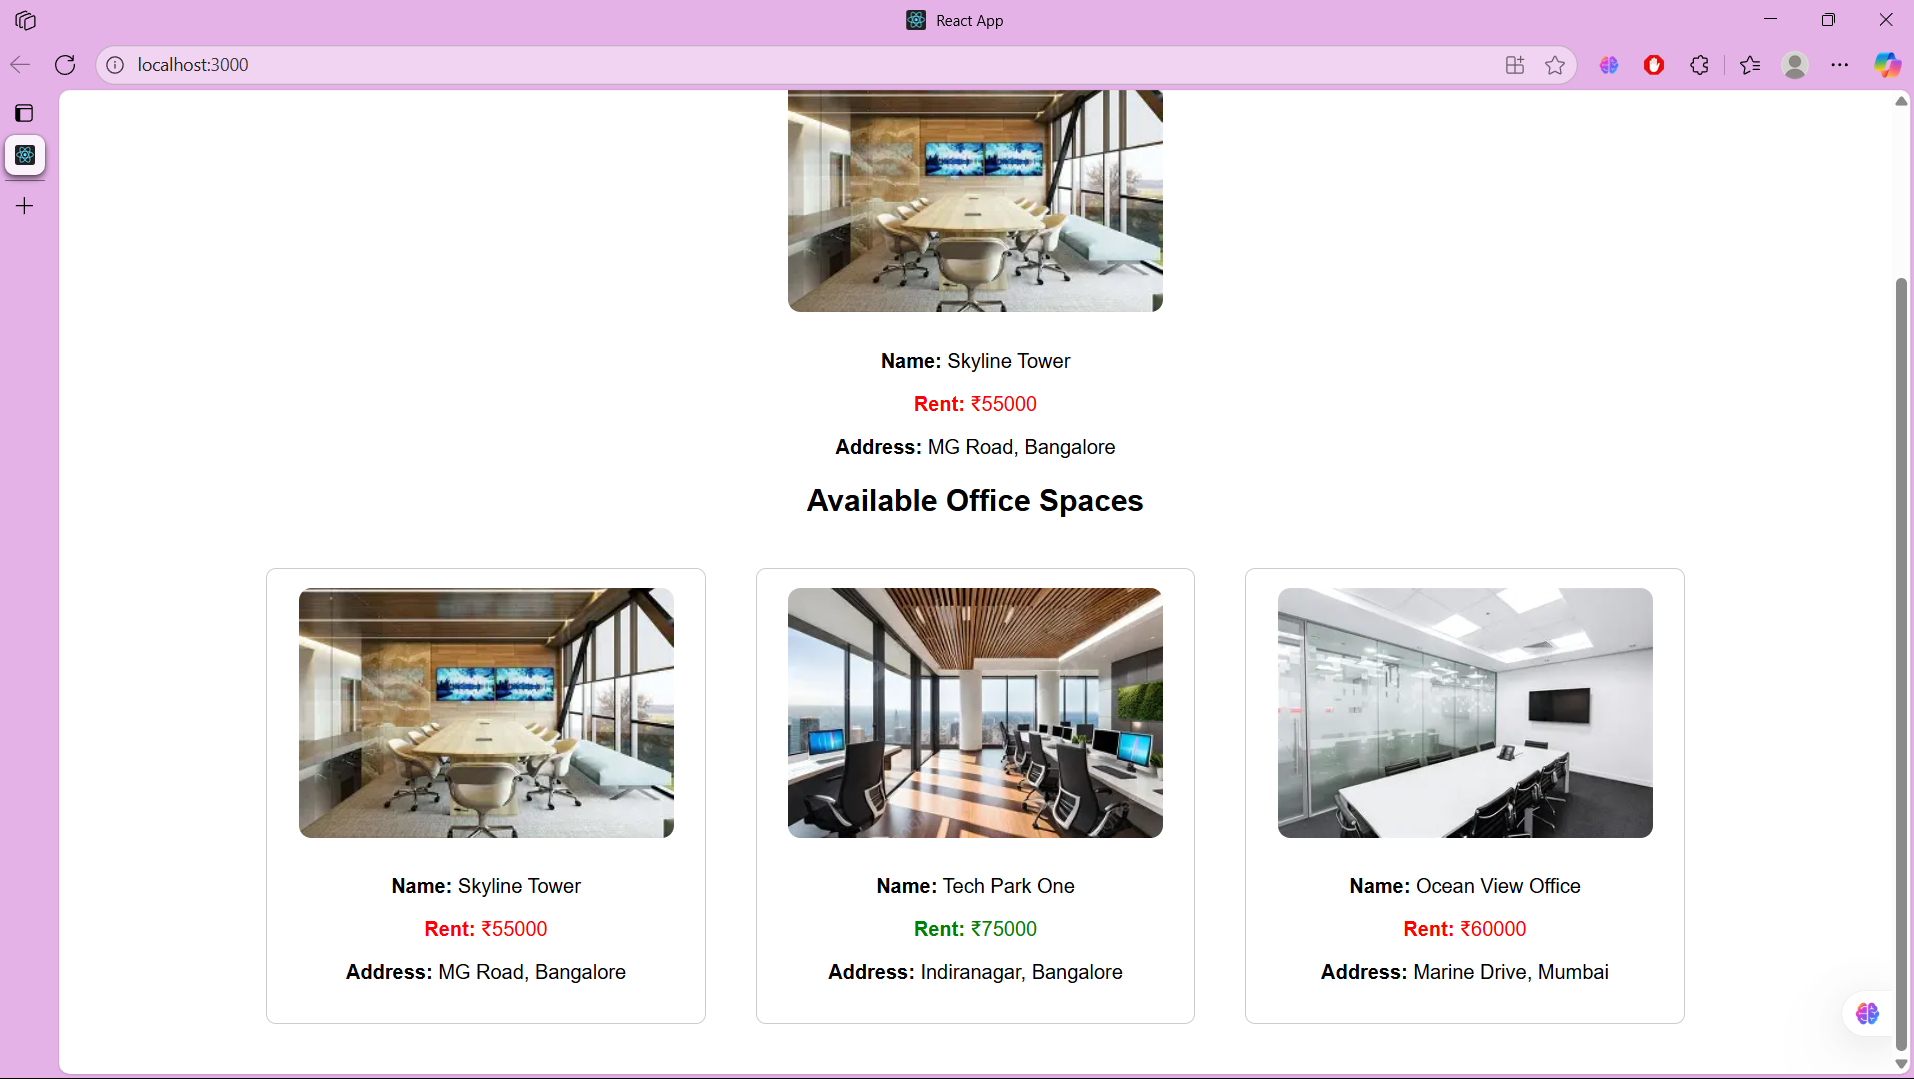 React App
localhost:3000
Name: Skyline Tower
Rent: ₹55000
Address: MG Road, Bangalore
Available Office Spaces
Name: Skyline Tower
Rent: ₹55000
Address: MG Road, Bangalore
Name: Tech Park One
Rent: ₹75000
Address: Indiranagar, Bangalore
Name: Ocean View Office
Rent: ₹60000
Address: Marine Drive, Mumbai